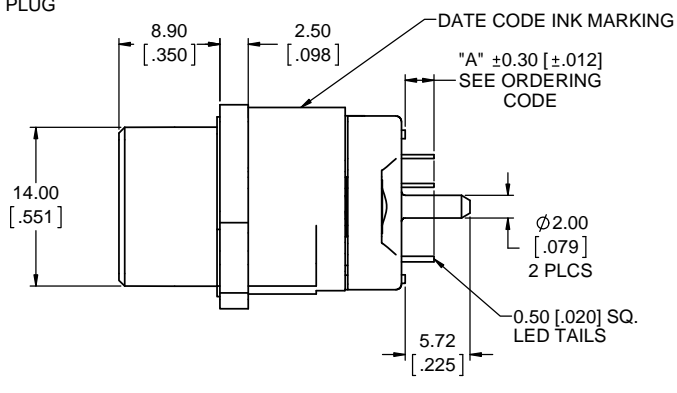 PLUG
8.90
[.350]
2.50
[.098]
DATE CODE INK MARKING
"A" ±0.30 [±.012]
SEE ORDERING
CODE
14.00
[.551]
Ø2.00
[.079]
2 PLCS
0.50 [.020] SQ.
LED TAILS
5.72
[.225]